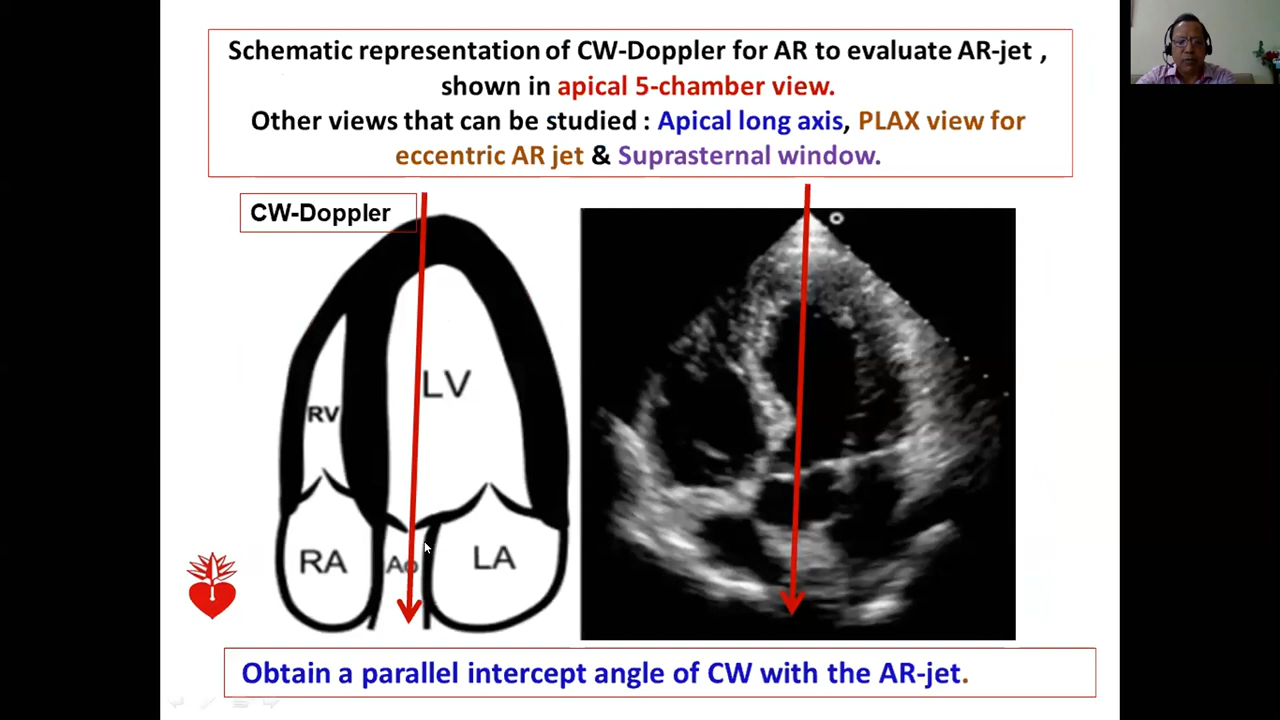 Schematic representation of CW-Doppler for AR to evaluate AR-jet ,
shown in apical 5-chamber view.
Other views that can be studied : Apical long axis, PLAX view for
eccentric AR jet & Suprasternal window.
CW-Doppler
LV
RV
RA
Ao
LA
Obtain a parallel intercept angle of CW with the AR-jet.